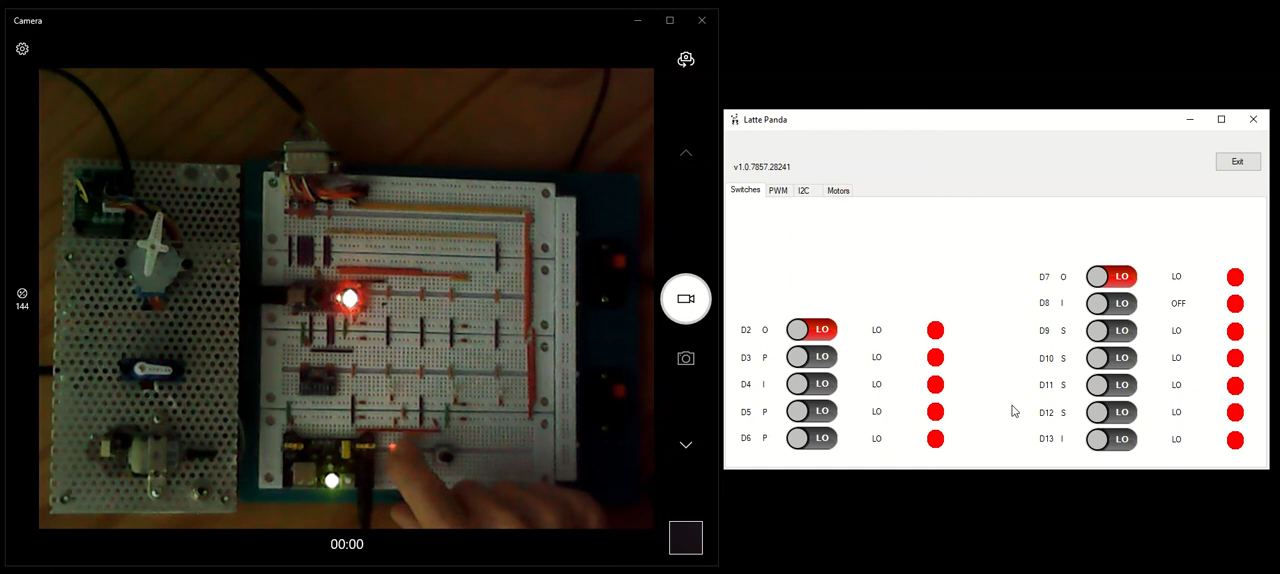 Camera
144
00:00
Latte Panda
v1.0.7857.28241
Exit
Switches PWM I2C Motors
D7 O LO LO
D8 I LO OFF
D2 O LO LO D9 S LO LO
D3 P LO LO D10 S LO LO
D4 I LO LO D11 S LO LO
D5 P LO LO D12 S LO LO
D6 P LO LO D13 I LO LO